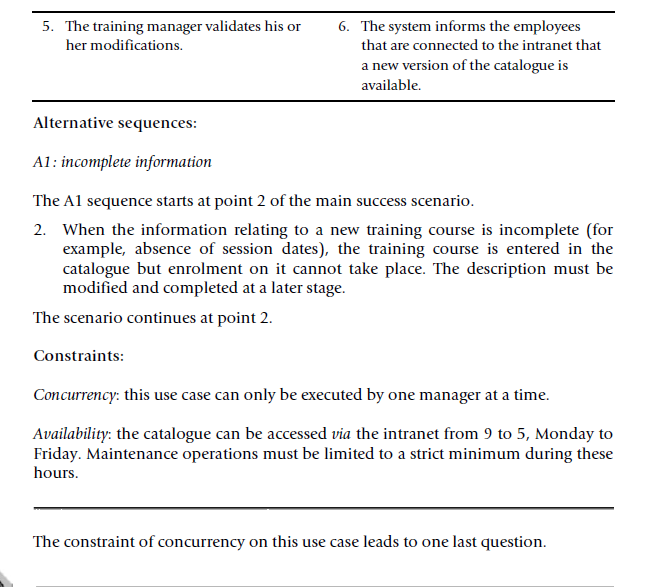 5. The training manager validates his or
her modifications.
6. The system informs the employees
that are connected to the intranet that
a new version of the catalogue is
available.
Alternative sequences:
A1: incomplete information
The A1 sequence starts at point 2 of the main success scenario.
2. When the information relating to a new training course is incomplete (for
example, absence of session dates), the training course is entered in the
catalogue but enrolment on it cannot take place. The description must be
modified and completed at a later stage.
The scenario continues at point 2.
Constraints:
Concurrency: this use case can only be executed by one manager at a time.
Availability: the catalogue can be accessed via the intranet from 9 to 5, Monday to
Friday. Maintenance operations must be limited to a strict minimum during these
hours.
The constraint of concurrency on this use case leads to one last question.